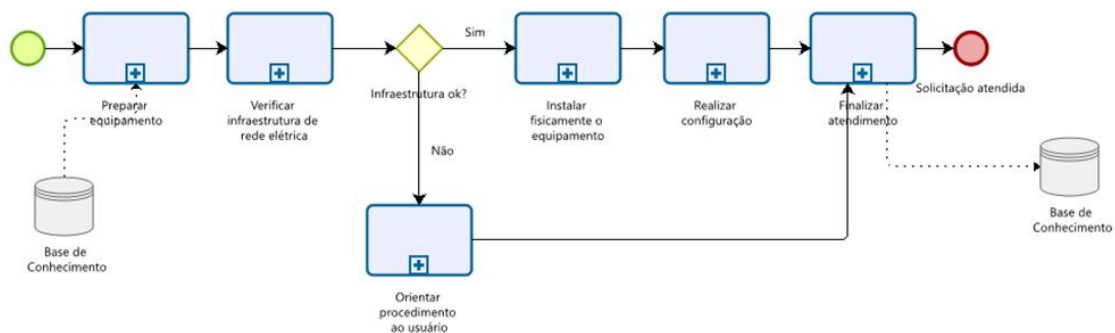 Sim
Infraestrutura ok?
Preparar
equipamento
Verificar
infraestrutura de
rede elétrica
Instalar
fisicamente o
equipamento
Realizar
configuração
Finalizar
atendimento
Solicitação atendida
Não
Base de
Conhecimento
Base de
Conhecimento
Orientar
procedimento
ao usuário